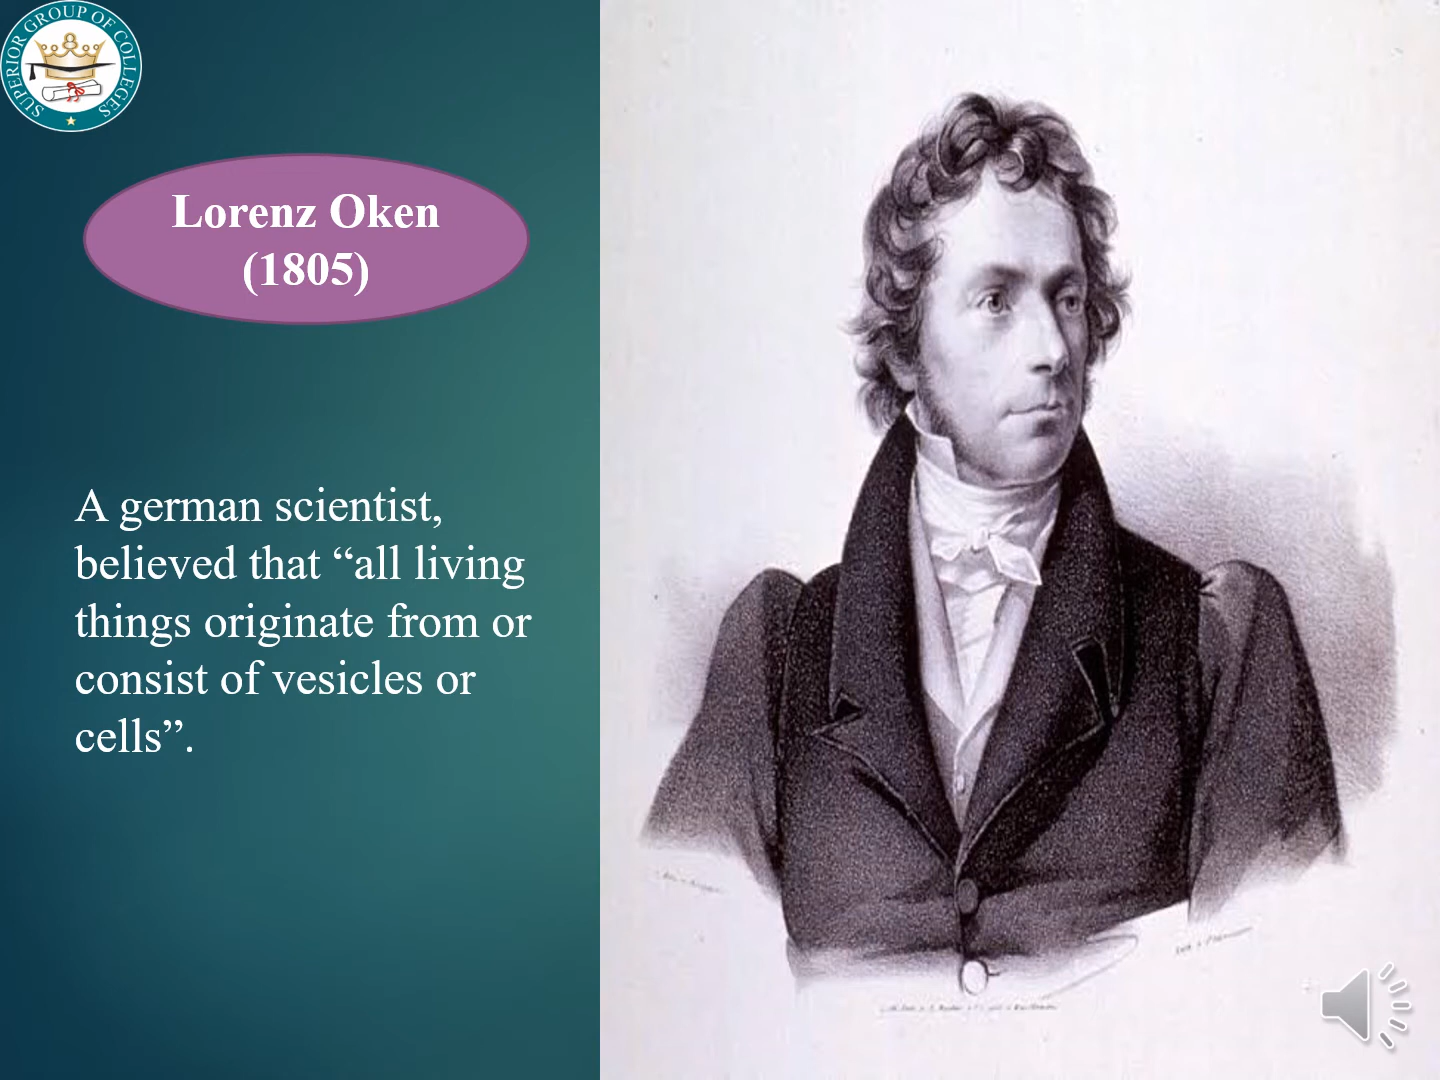 SUPERIOR GROUP OF COLLEGES
Lorenz Oken
(1805)
A german scientist,
believed that “all living
things originate from or
consist of vesicles or
cells”.